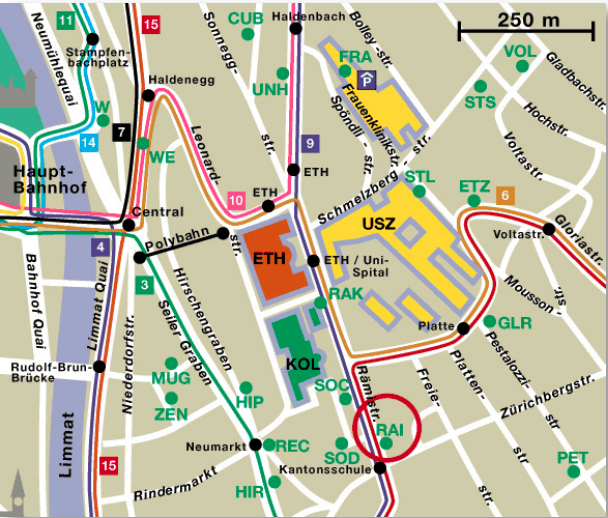 11
15
Neumühlequai
Stampfen-
bachplatz
Sonnegg-
str.
CUB
Haldenbach
Bolley-str.
250 m
VOL
Gladbachstr.
FRA
P
UNH
Haldenegg
STS
Hochstr.
Frauenklinikstr.
Spöndli-
str.
W
7
14
WE
Leonard-
str.
9
Voltastr.
Haupt-
Bahnhof
ETH
STL
Schmelzberg-
str.
10
ETH
ETZ
6
Central
USZ
Gloriastr.
Voltastr.
4
Polybahn
ETH
ETH / Uni-
Spital
3
Bahnhof Quai
Limmat Quai
Hirschengraben
RAK
Mousson-
str.
Seiler Graben
Niederdorfstr.
Platte
GLR
KOL
Rudolf-Brun-
Brücke
MUG
HIP
SOC
Rämistr.
Freie-
str.
Platten-
str.
Pestalozzi-
str.
Zürichbergstr.
ZEN
Limmat
RAI
Neumarkt
REC
SOD
Kantonsschule
PET
15
Rindermarkt
HIR